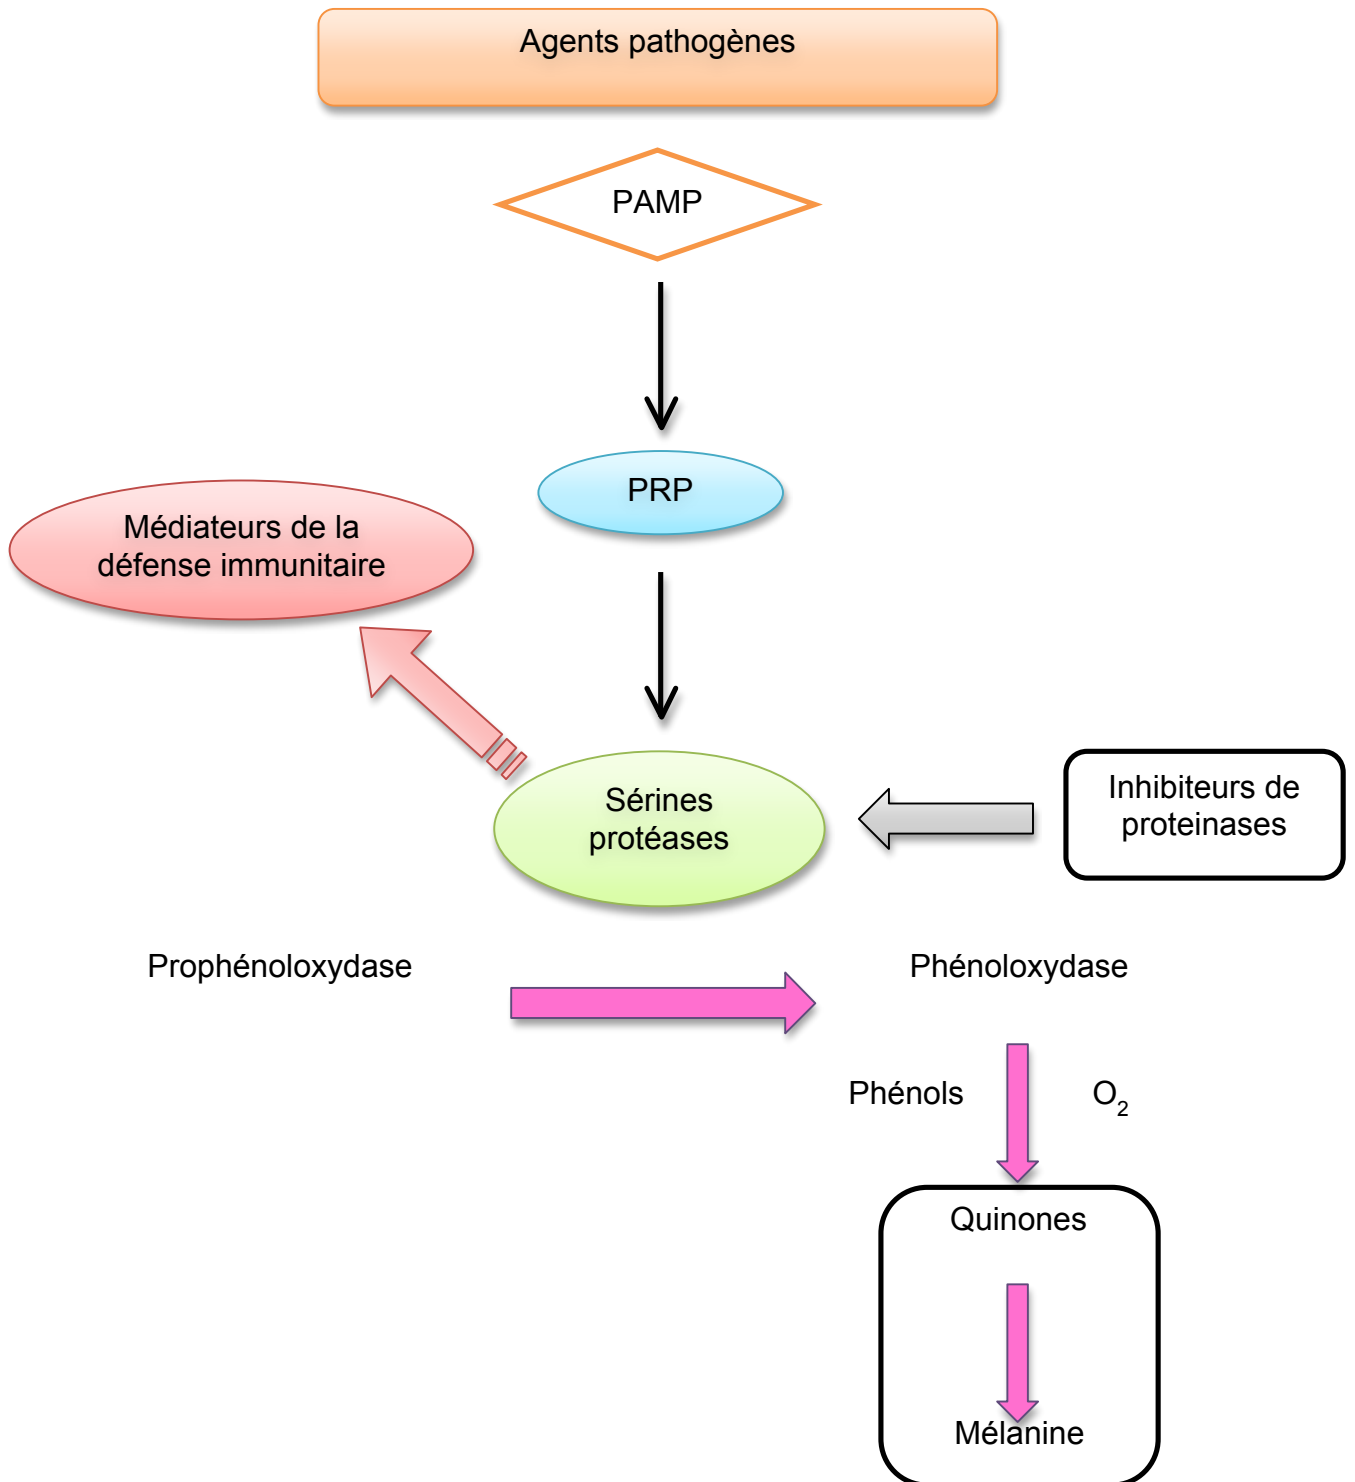 Agents pathogènes
PAMP
PRP
Médiateurs de la
défense immunitaire
Sérines
protéases
Inhibiteurs de
proteinases
Prophénoloxydase
Phénoloxydase
Phénols
O₂
Quinones
Mélanine